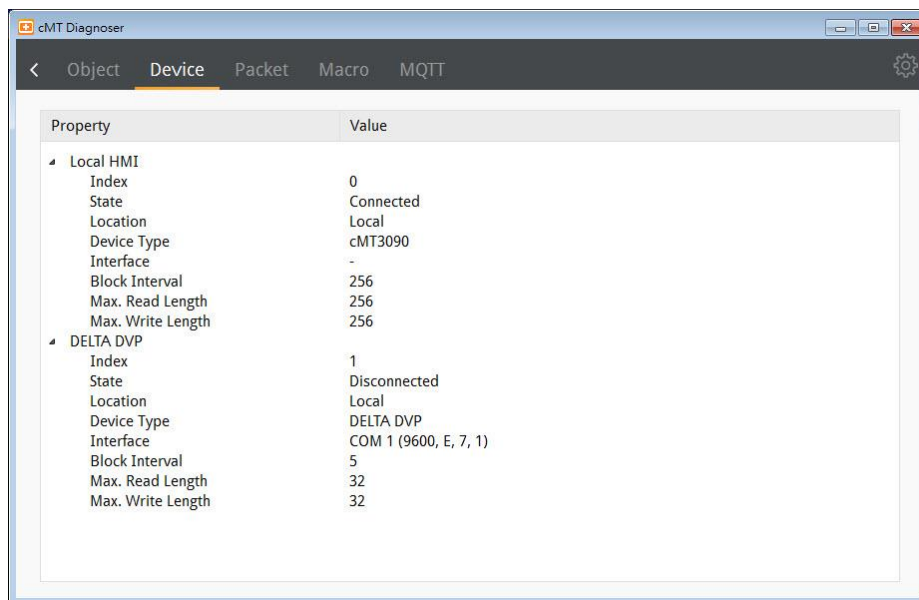 cMT Diagnoser
Object Device Packet Macro MQTT
Property Value
Local HMI
Index 0
State Connected
Location Local
Device Type cMT3090
Interface -
Block Interval 256
Max. Read Length 256
Max. Write Length 256
DELTA DVP
Index 1
State Disconnected
Location Local
Device Type DELTA DVP
Interface COM 1 (9600, E, 7, 1)
Block Interval 5
Max. Read Length 32
Max. Write Length 32